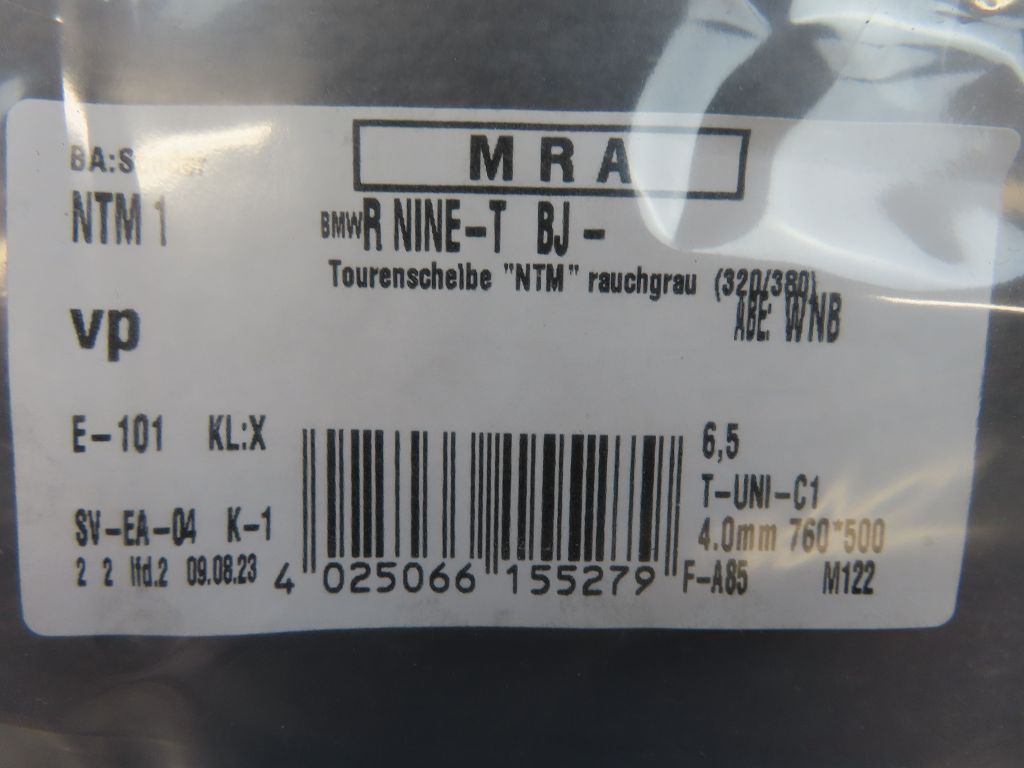 MRA
BA:Sonder
NTM 1
BMW R NINE-T BJ -
Tourenscheibe "NTM" rauchgrau (320/380)
ABE: WNB
vp
E-101 KL:X
6,5
T-UNI-C1
SV-EA-04 K-1
4.0mm 760*500
2 2 lfd.2 09.08.23
4 025066 155279
F-A85 M122